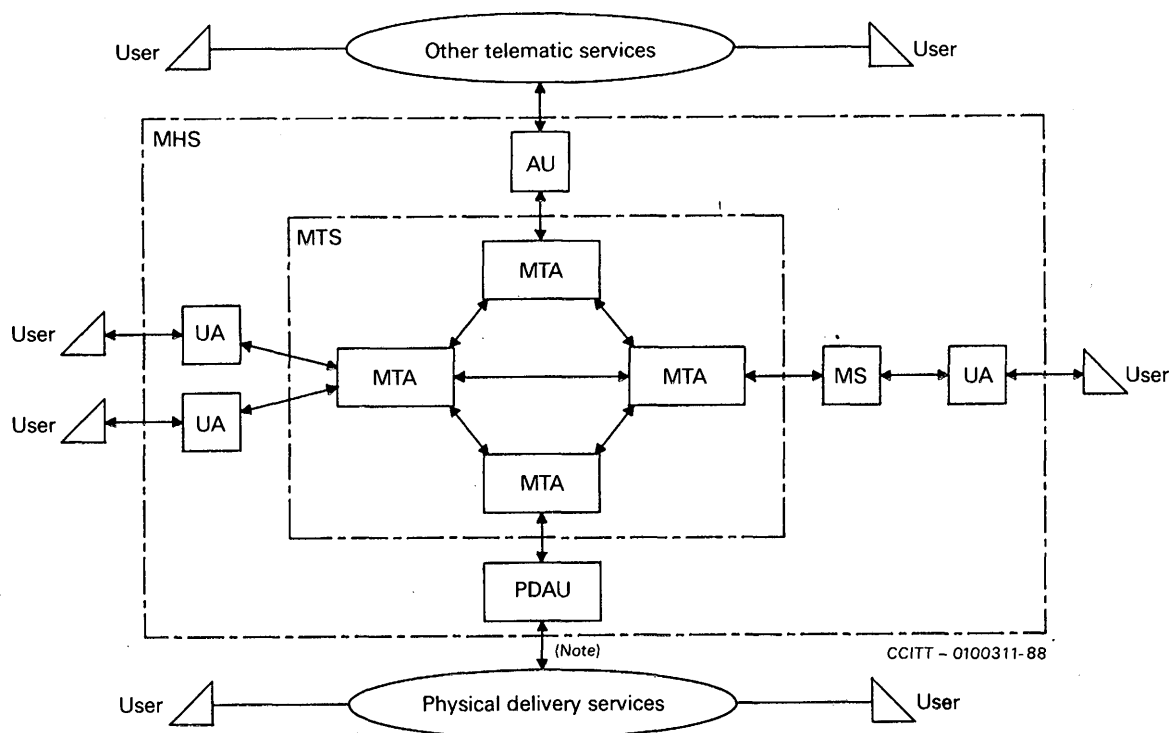 User
Other telematic services
User
MHS
AU
MTS
MTA
User
UA
MTA
MTA
MS
UA
User
User
UA
MTA
PDAU
(Note)
CCITT - 0100311-88
User
Physical delivery services
User